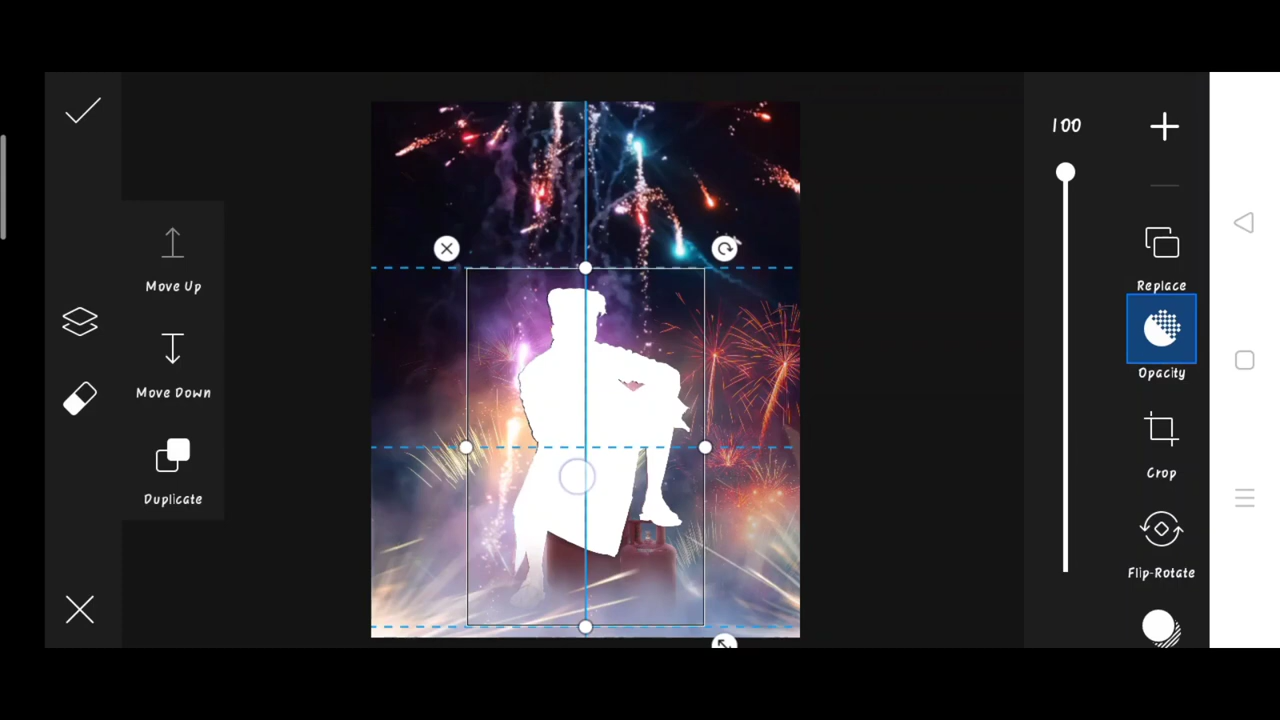 100
Move Up
Replace
Opacity
Move Down
Crop
Duplicate
Flip-Rotate